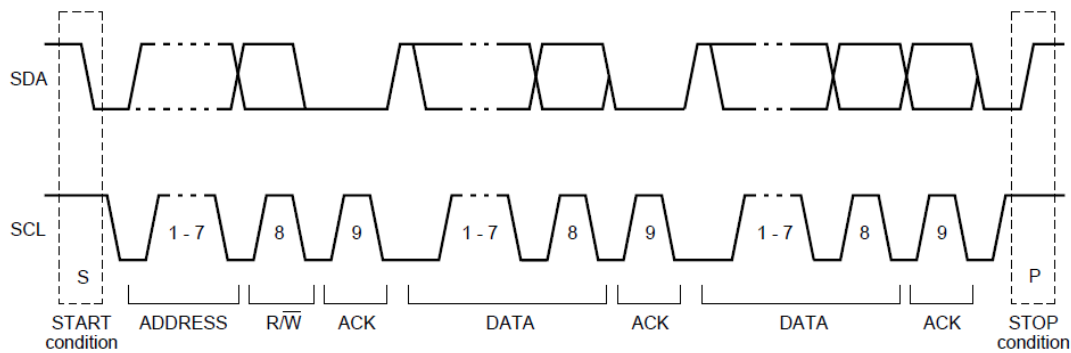 SDA
SCL
1 - 7 8 9 1 - 7 8 9 1 - 7 8 9
S P
START condition ADDRESS R/W̅ ACK DATA ACK DATA ACK STOP condition